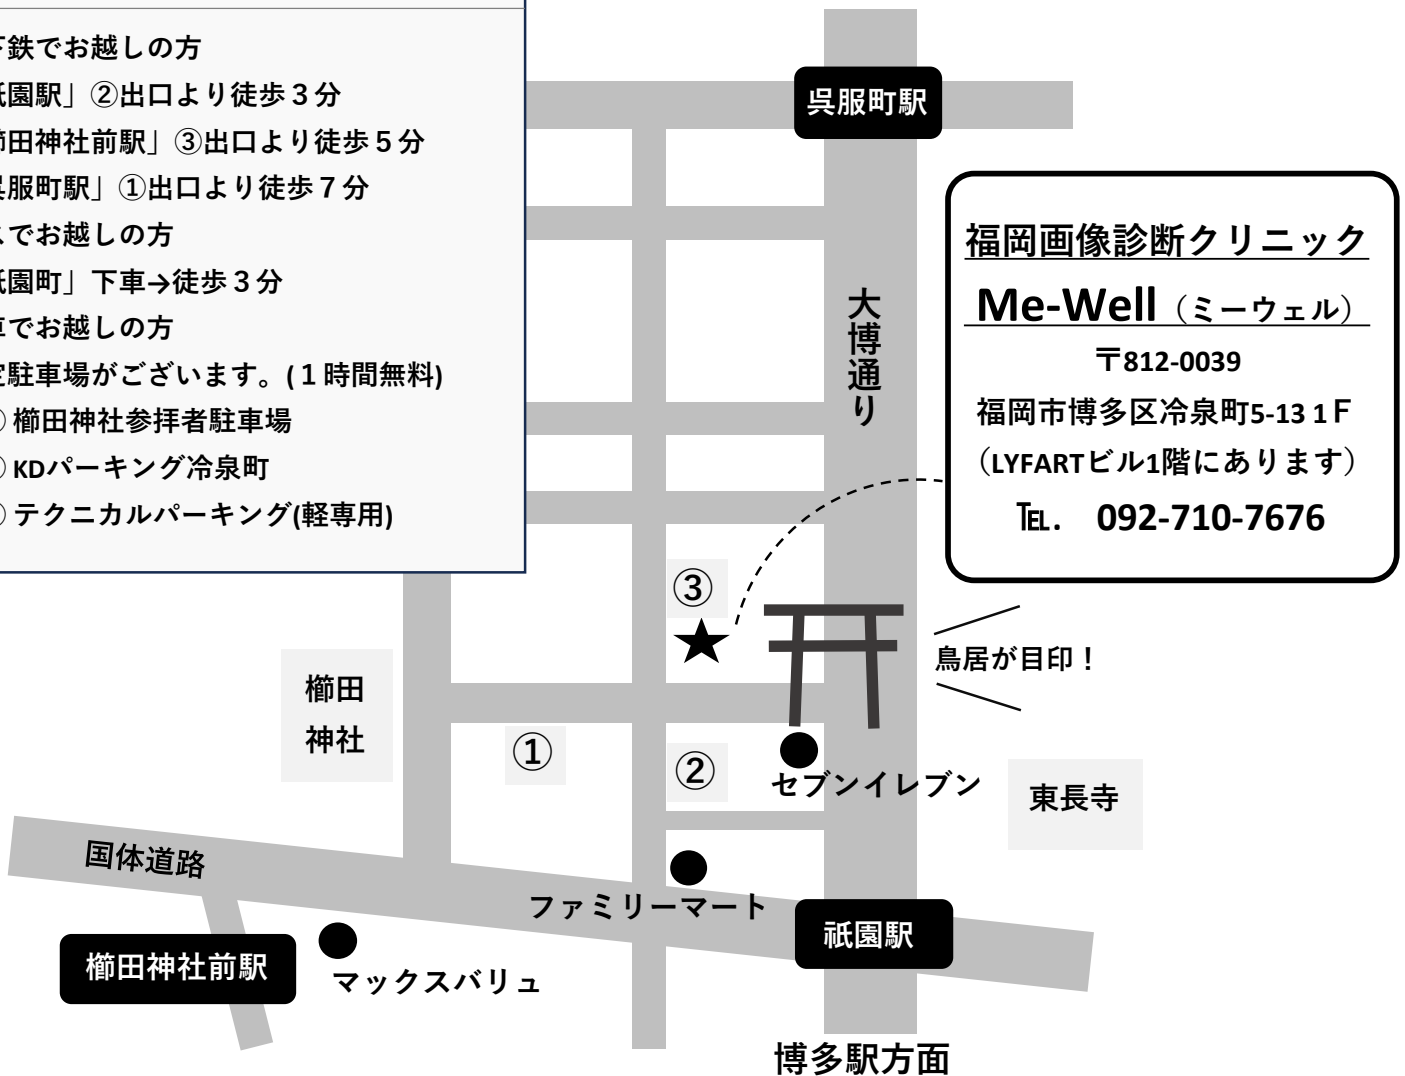 下鉄でお越しの方
祇園駅」②出口より徒歩３分
櫛田神社前駅」③出口より徒歩５分
呉服町駅」①出口より徒歩７分
スでお越しの方
祇園町」下車→徒歩３分
車でお越しの方
定駐車場がございます。(１時間無料)
櫛田神社参拝者駐車場
KDパーキング冷泉町
テクニカルパーキング(軽専用)
呉服町駅
大博通り
福岡画像診断クリニック
Me-Well（ミーウェル）
〒812-0039
福岡市博多区冷泉町5-13 1Ｆ
（LYFARTビル1階にあります）
℡. 092-710-7676
③
★
鳥居が目印！
櫛田
神社
①
②
セブンイレブン
東長寺
国体道路
ファミリーマート
祇園駅
櫛田神社前駅
マックスバリュ
博多駅方面